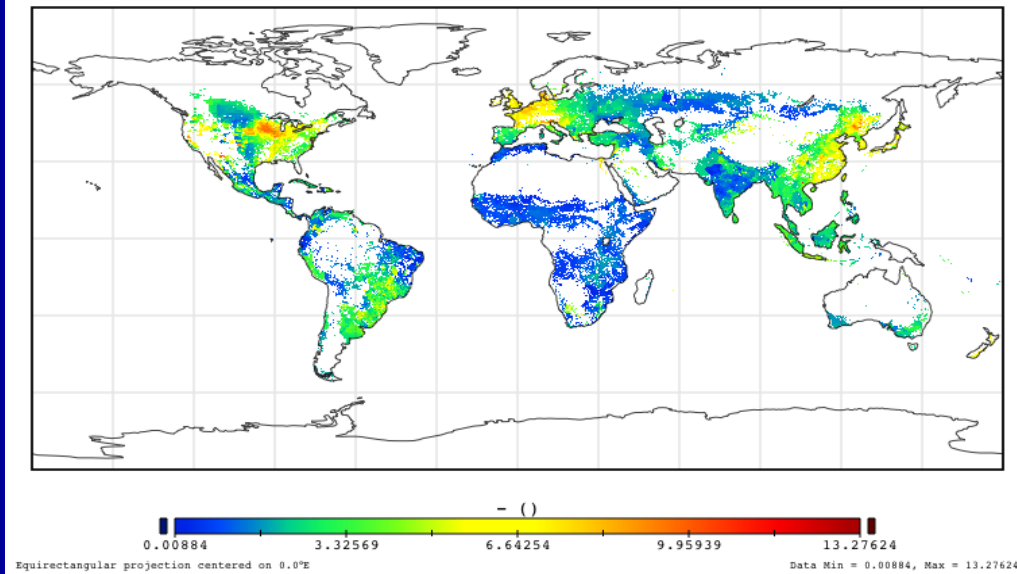 – ()
0.00884 3.32569 6.64254 9.95939 13.27624
Equirectangular projection centered on 0.0°E Data Min = 0.00884, Max = 13.27624